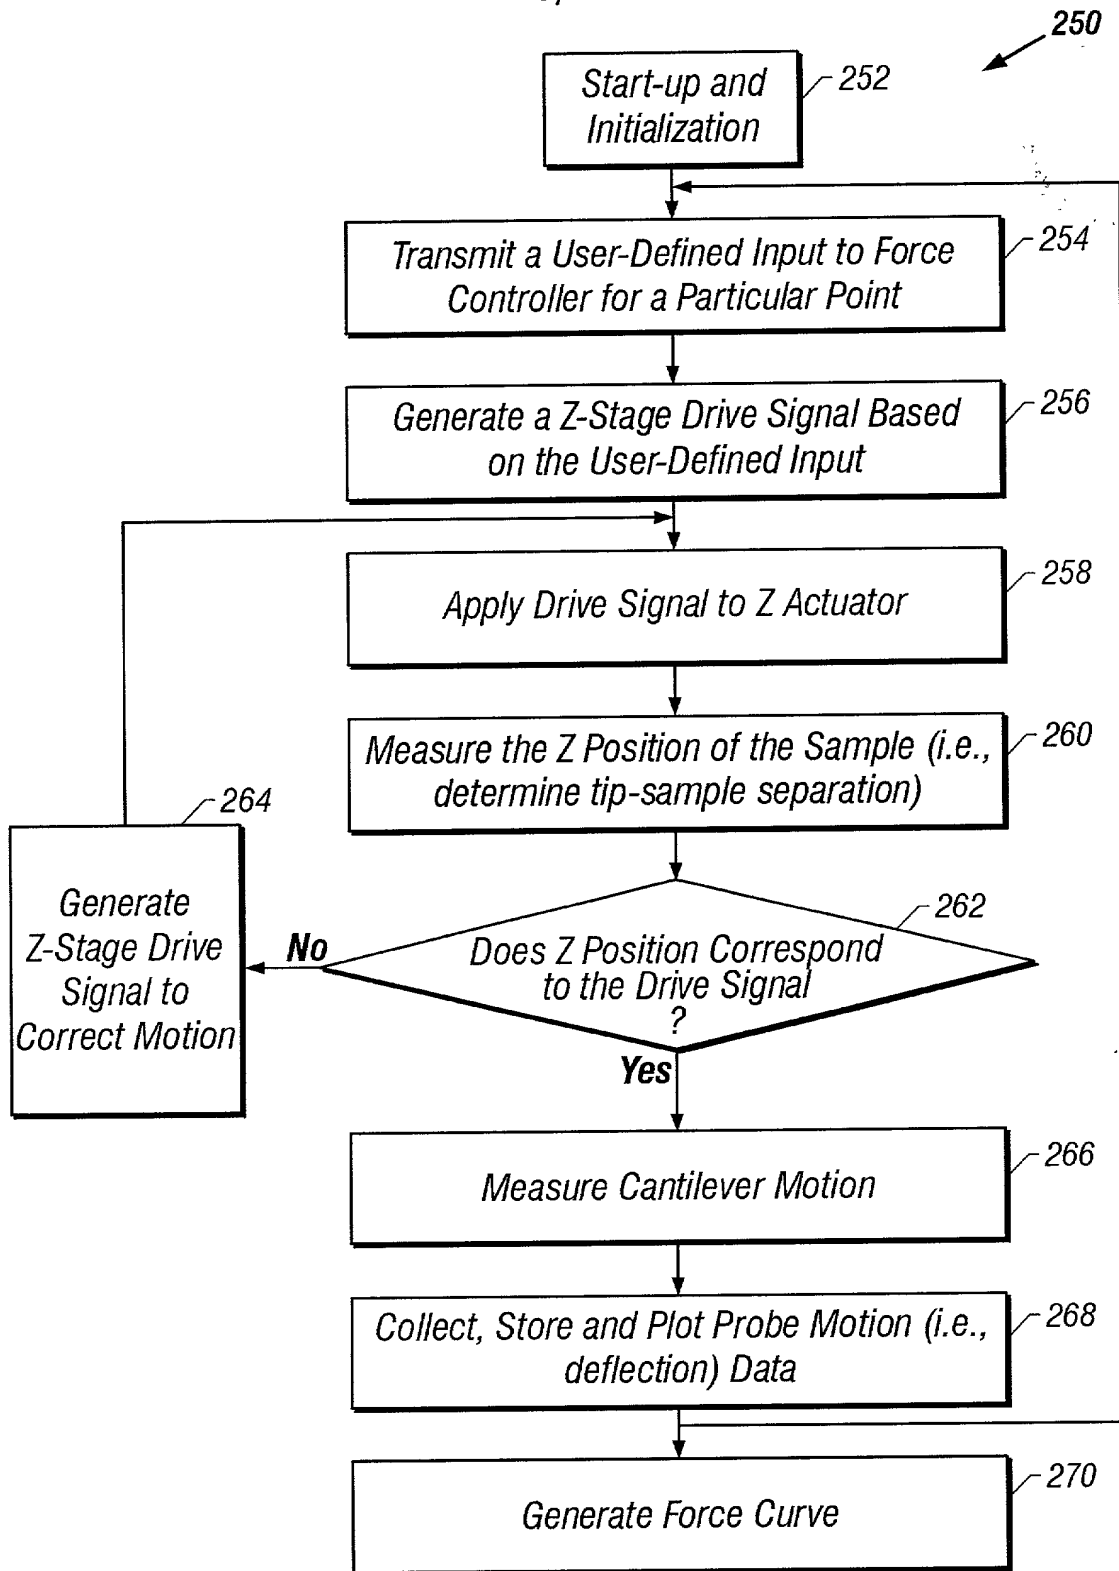 250
Start-up and
Initialization
252
Transmit a User-Defined Input to Force
Controller for a Particular Point
254
Generate a Z-Stage Drive Signal Based
on the User-Defined Input
256
Apply Drive Signal to Z Actuator
258
Measure the Z Position of the Sample (i.e.,
determine tip-sample separation)
260
264
Generate
Z-Stage Drive
Signal to
Correct Motion
No
262
Does Z Position Correspond
to the Drive Signal
?
Yes
Measure Cantilever Motion
266
Collect, Store and Plot Probe Motion (i.e.,
deflection) Data
268
Generate Force Curve
270